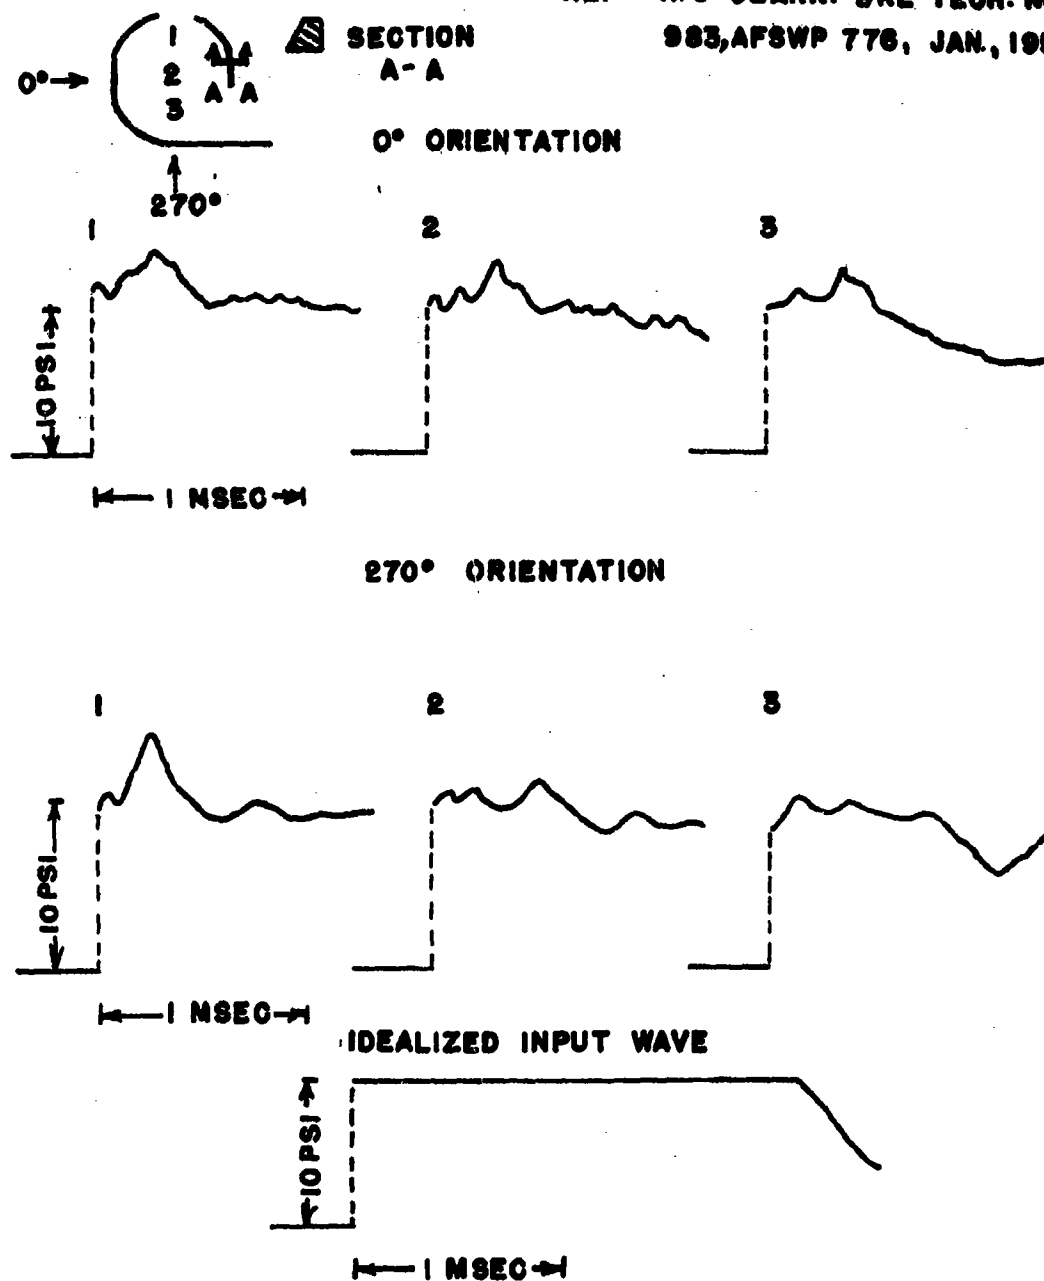 SECTION
A-A
983, AFSWP 776, JAN., 19
0°
1
2
3
A A
270°
0° ORIENTATION
1 2 3
10 PSI
1 MSEC
270° ORIENTATION
1 2 3
10 PSI
1 MSEC
IDEALIZED INPUT WAVE
10 PSI
1 MSEC